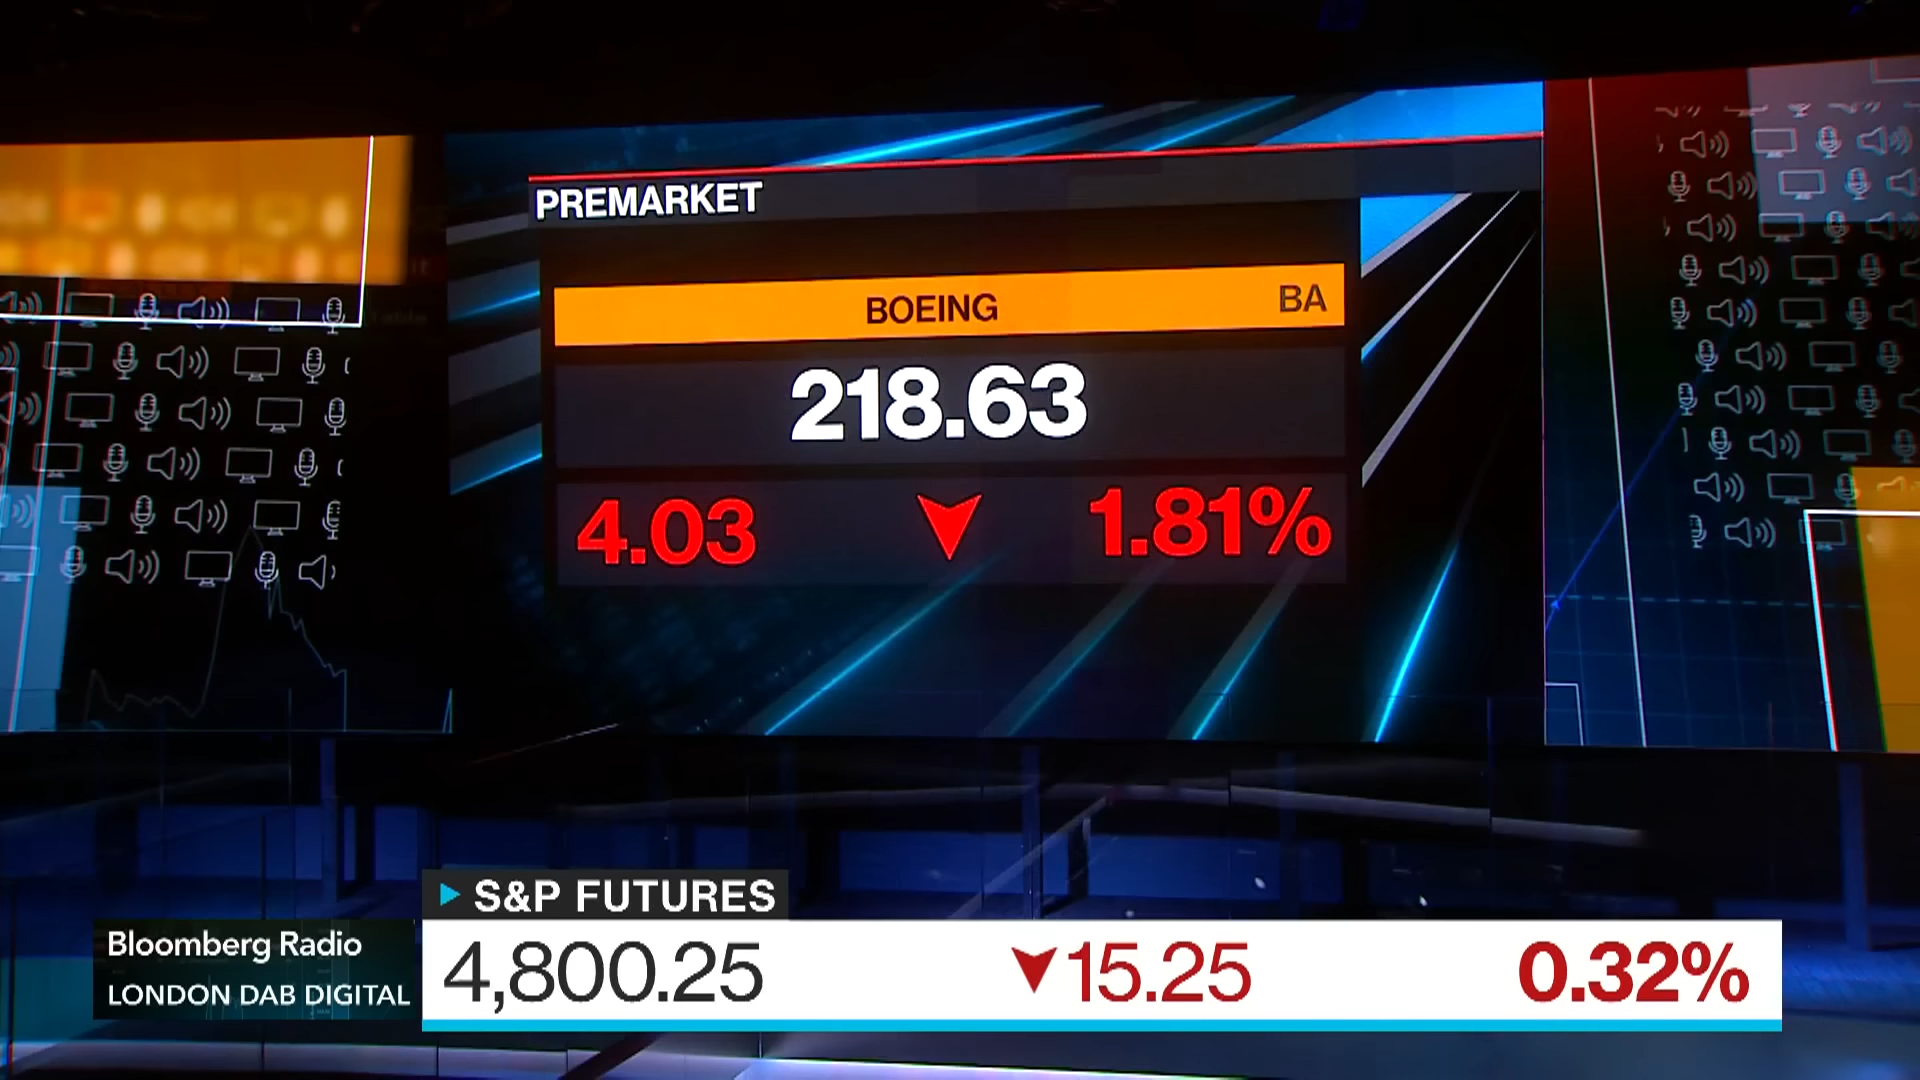 PREMARKET
BOEING BA
218.63
4.03 1.81%
S&P FUTURES
Bloomberg Radio
LONDON DAB DIGITAL
4,800.25 15.25 0.32%